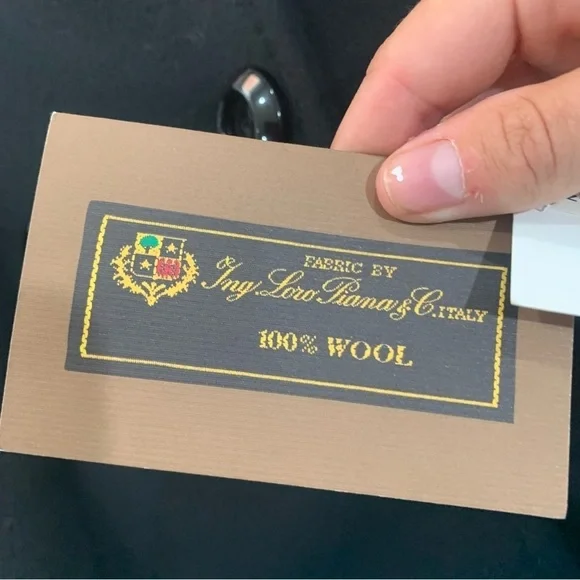 FABRIC BY
Ing. Loro Piana & C. ITALY
100% WOOL